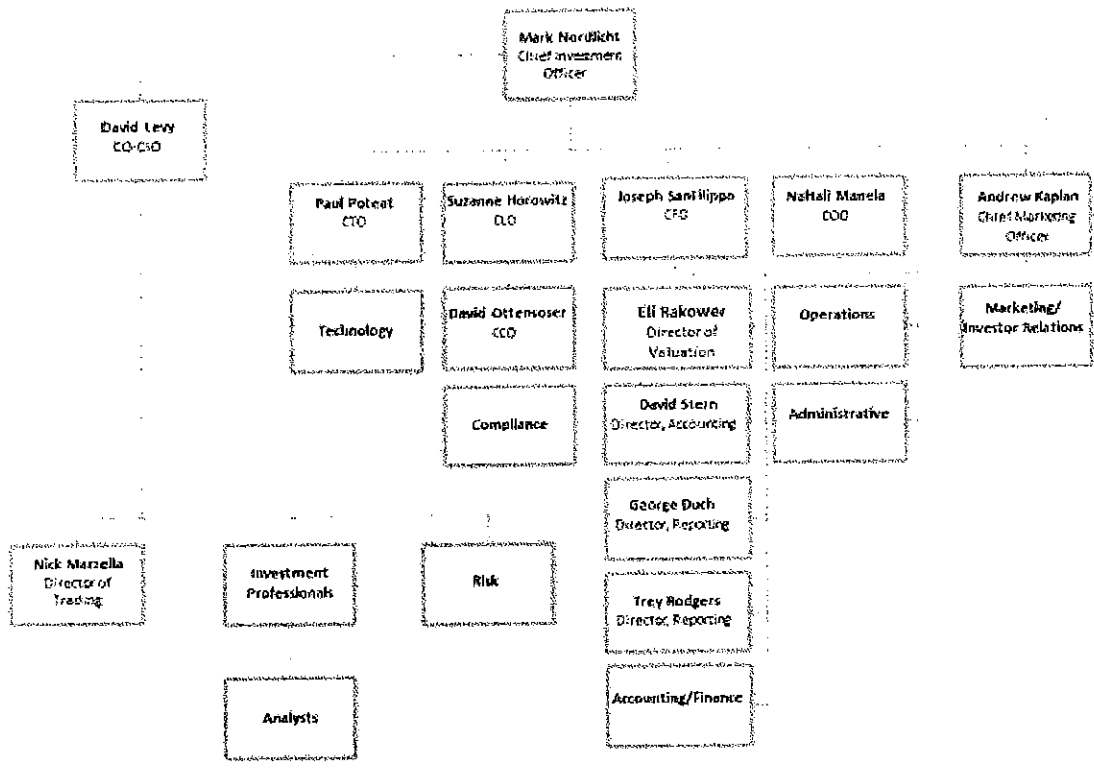 Mark Nordlicht
Chief Investment
Officer
David Levy
CO-CIO
Paul Poteat
CTO
Suzanne Horowitz
CLO
Joseph SanFilippo
CFO
Naftali Manela
COO
Andrew Kaplan
Chief Marketing
Officer
Technology
David Ottensoser
CCO
Eli Rakower
Director of
Valuation
Operations
Marketing/
Investor Relations
Compliance
David Stern
Director, Accounting
Administrative
George Duch
Director, Reporting
Nick Marzella
Director of
Trading
Investment
Professionals
Risk
Trey Rodgers
Director, Reporting
Analysts
Accounting/Finance